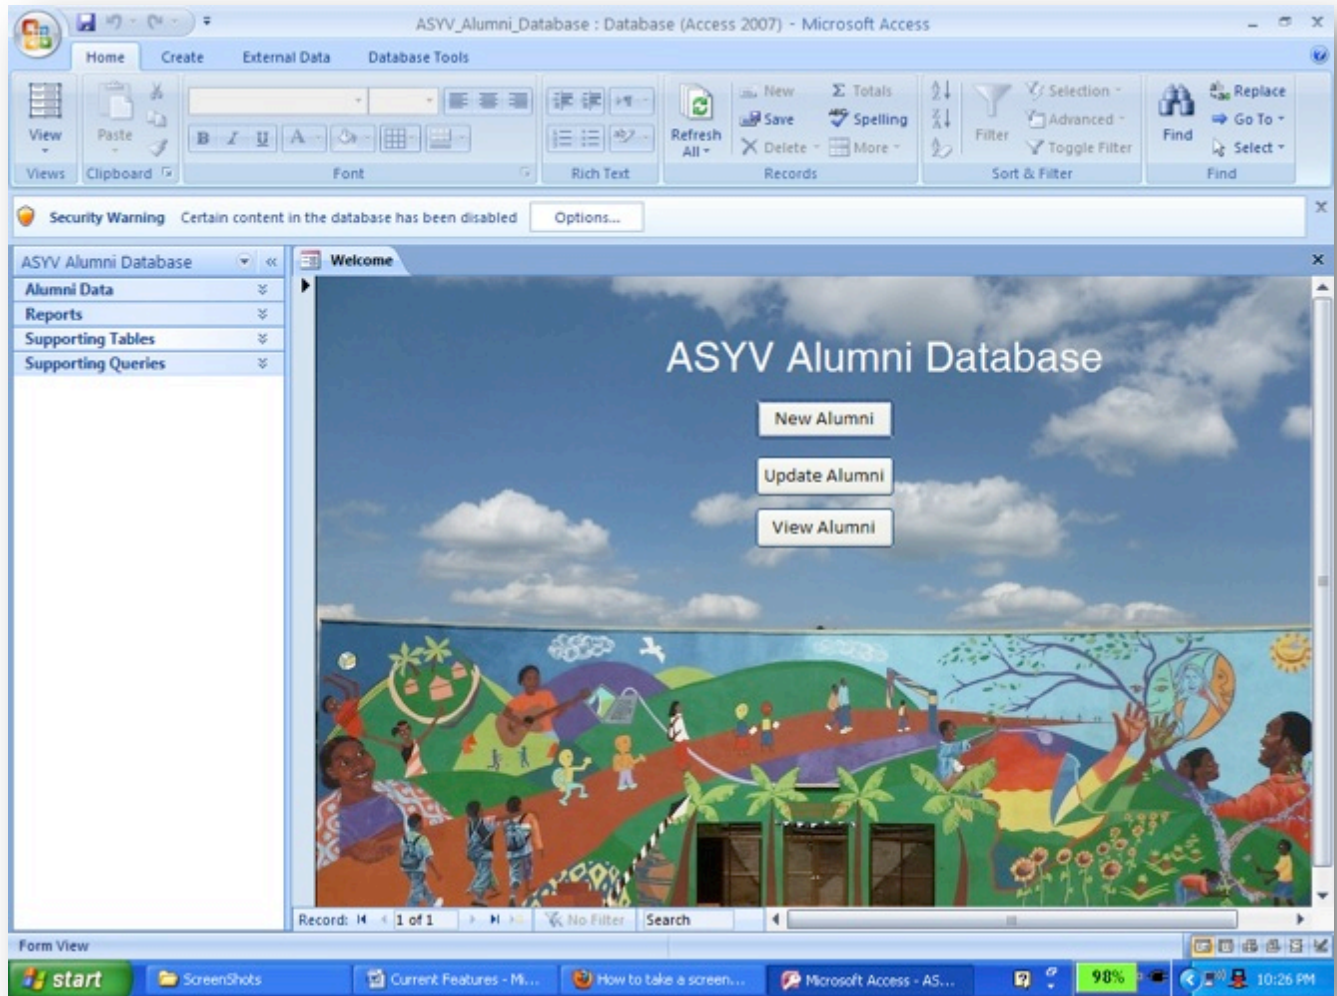 ASYV_Alumni_Database : Database (Access 2007) - Microsoft Access
Home Create External Data Database Tools
View
Paste
B I U A
Refresh All
New
Save
Delete
Σ Totals
Spelling
More
Filter
Selection
Advanced
Toggle Filter
Find
Replace
Go To
Select
Views Clipboard Font Rich Text Records Sort & Filter Find
Security Warning Certain content in the database has been disabled Options...
ASYV Alumni Database
Welcome
Alumni Data
Reports
Supporting Tables
Supporting Queries
ASYV Alumni Database
New Alumni
Update Alumni
View Alumni
Record: 1 of 1 No Filter Search
Form View
start ScreenShots Current Features - Mi... How to take a screen... Microsoft Access - AS... 98% 10:26 PM